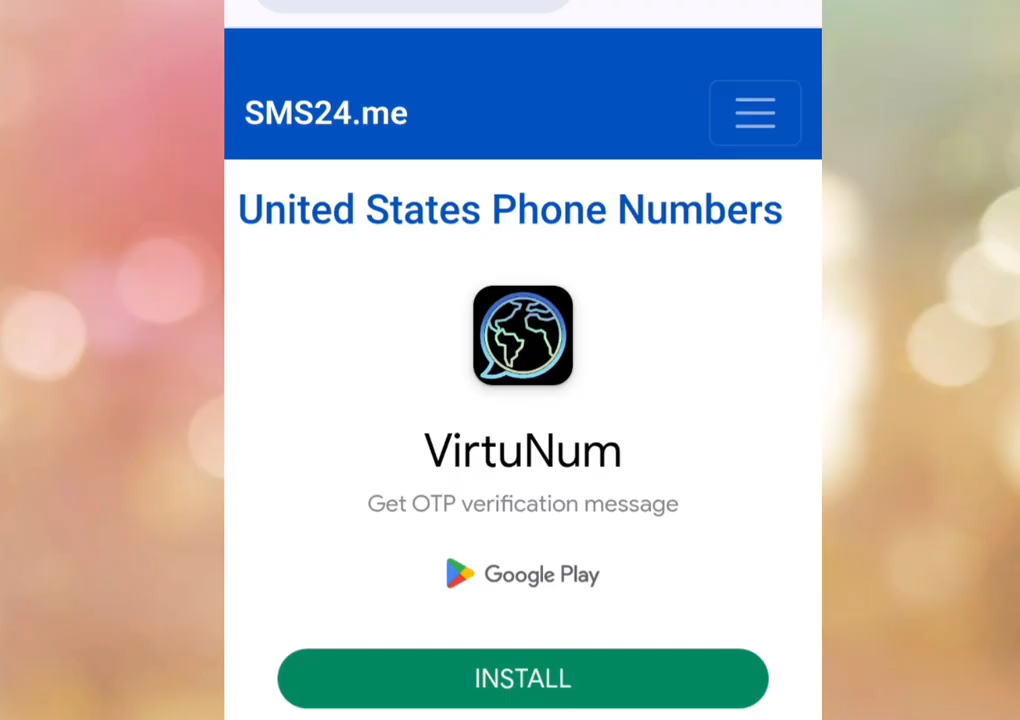 SMS24.me
United States Phone Numbers
VirtuNum
Get OTP verification message
Google Play
INSTALL